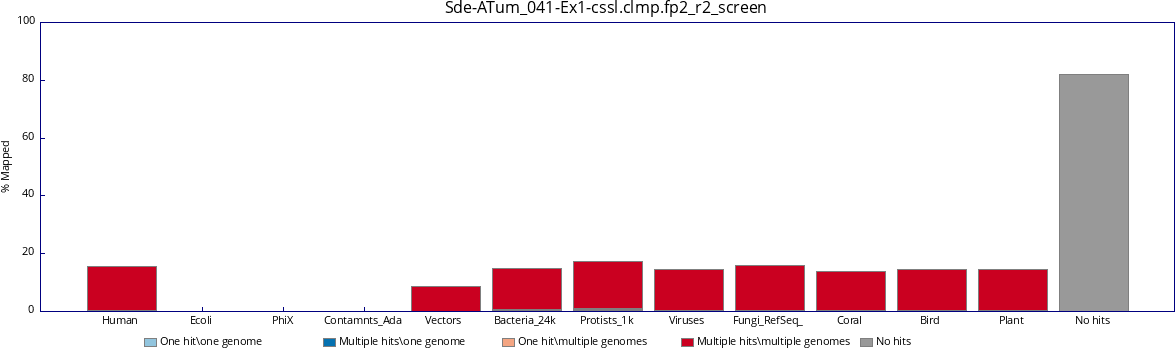 Sde-ATum_041-Ex1-cssl.clmp.fp2_r2_screen
100
80
60
40
20
0
% Mapped
Human Ecoli PhiX Contamnts_Ada Vectors Bacteria_24k Protists_1k Viruses Fungi_RefSeq_ Coral Bird Plant No hits
One hit\one genome Multiple hits\one genome One hit\multiple genomes Multiple hits\multiple genomes No hits